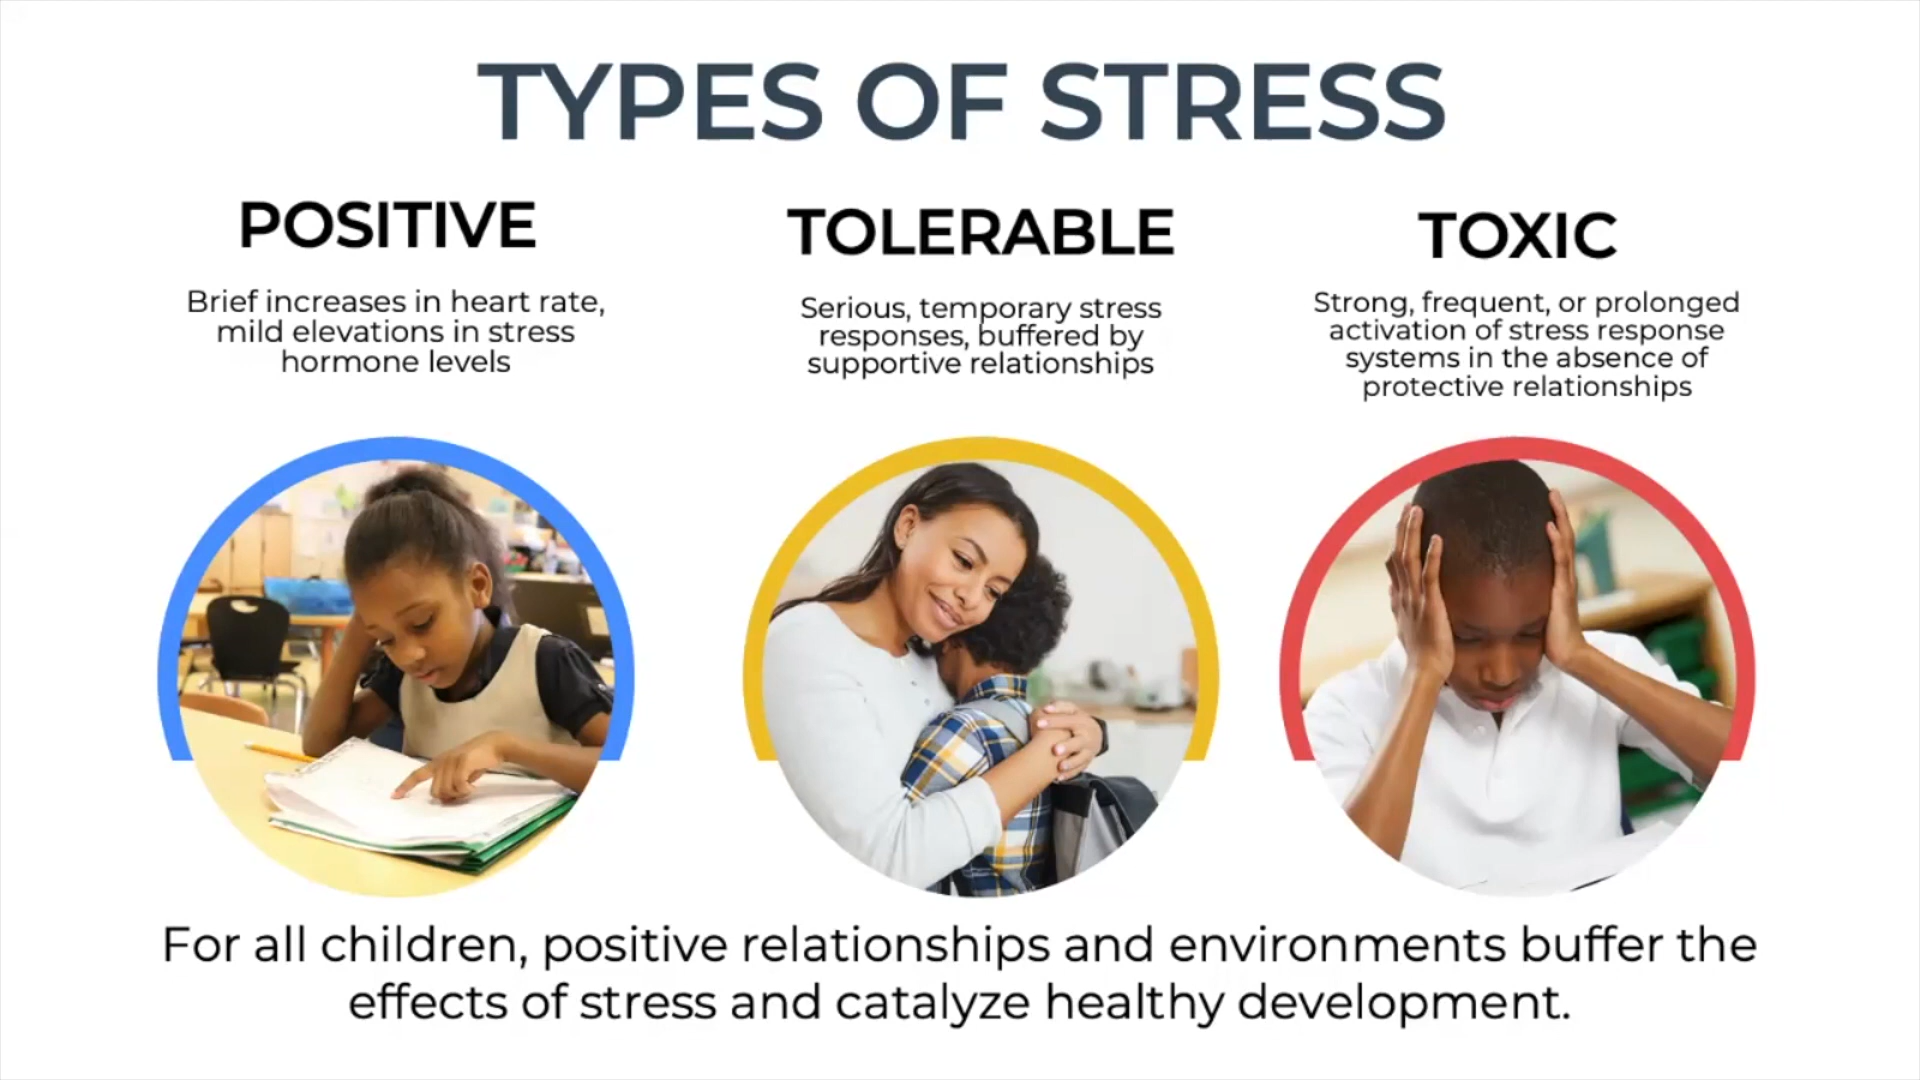 TYPES OF STRESS
POSITIVE
Brief increases in heart rate,
mild elevations in stress
hormone levels
TOLERABLE
Serious, temporary stress
responses, buffered by
supportive relationships
TOXIC
Strong, frequent, or prolonged
activation of stress response
systems in the absence of
protective relationships
For all children, positive relationships and environments buffer the
effects of stress and catalyze healthy development.